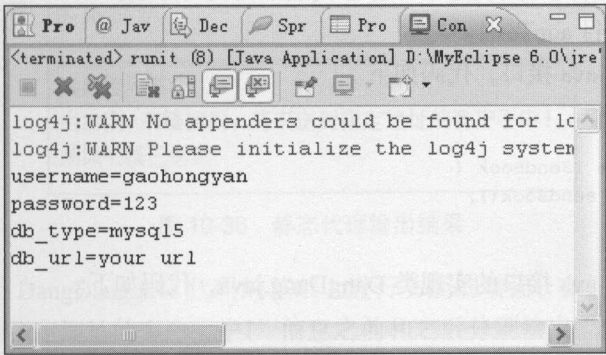 Pro @ Jav Dec Spr Pro Con
<terminated> runit (8) [Java Application] D:\MyEclipse 6.0\jre'
log4j:WARN No appenders could be found for lo
log4j:WARN Please initialize the log4j system
username=gaohongyan
password=123
db_type=mysql5
db_url=your url